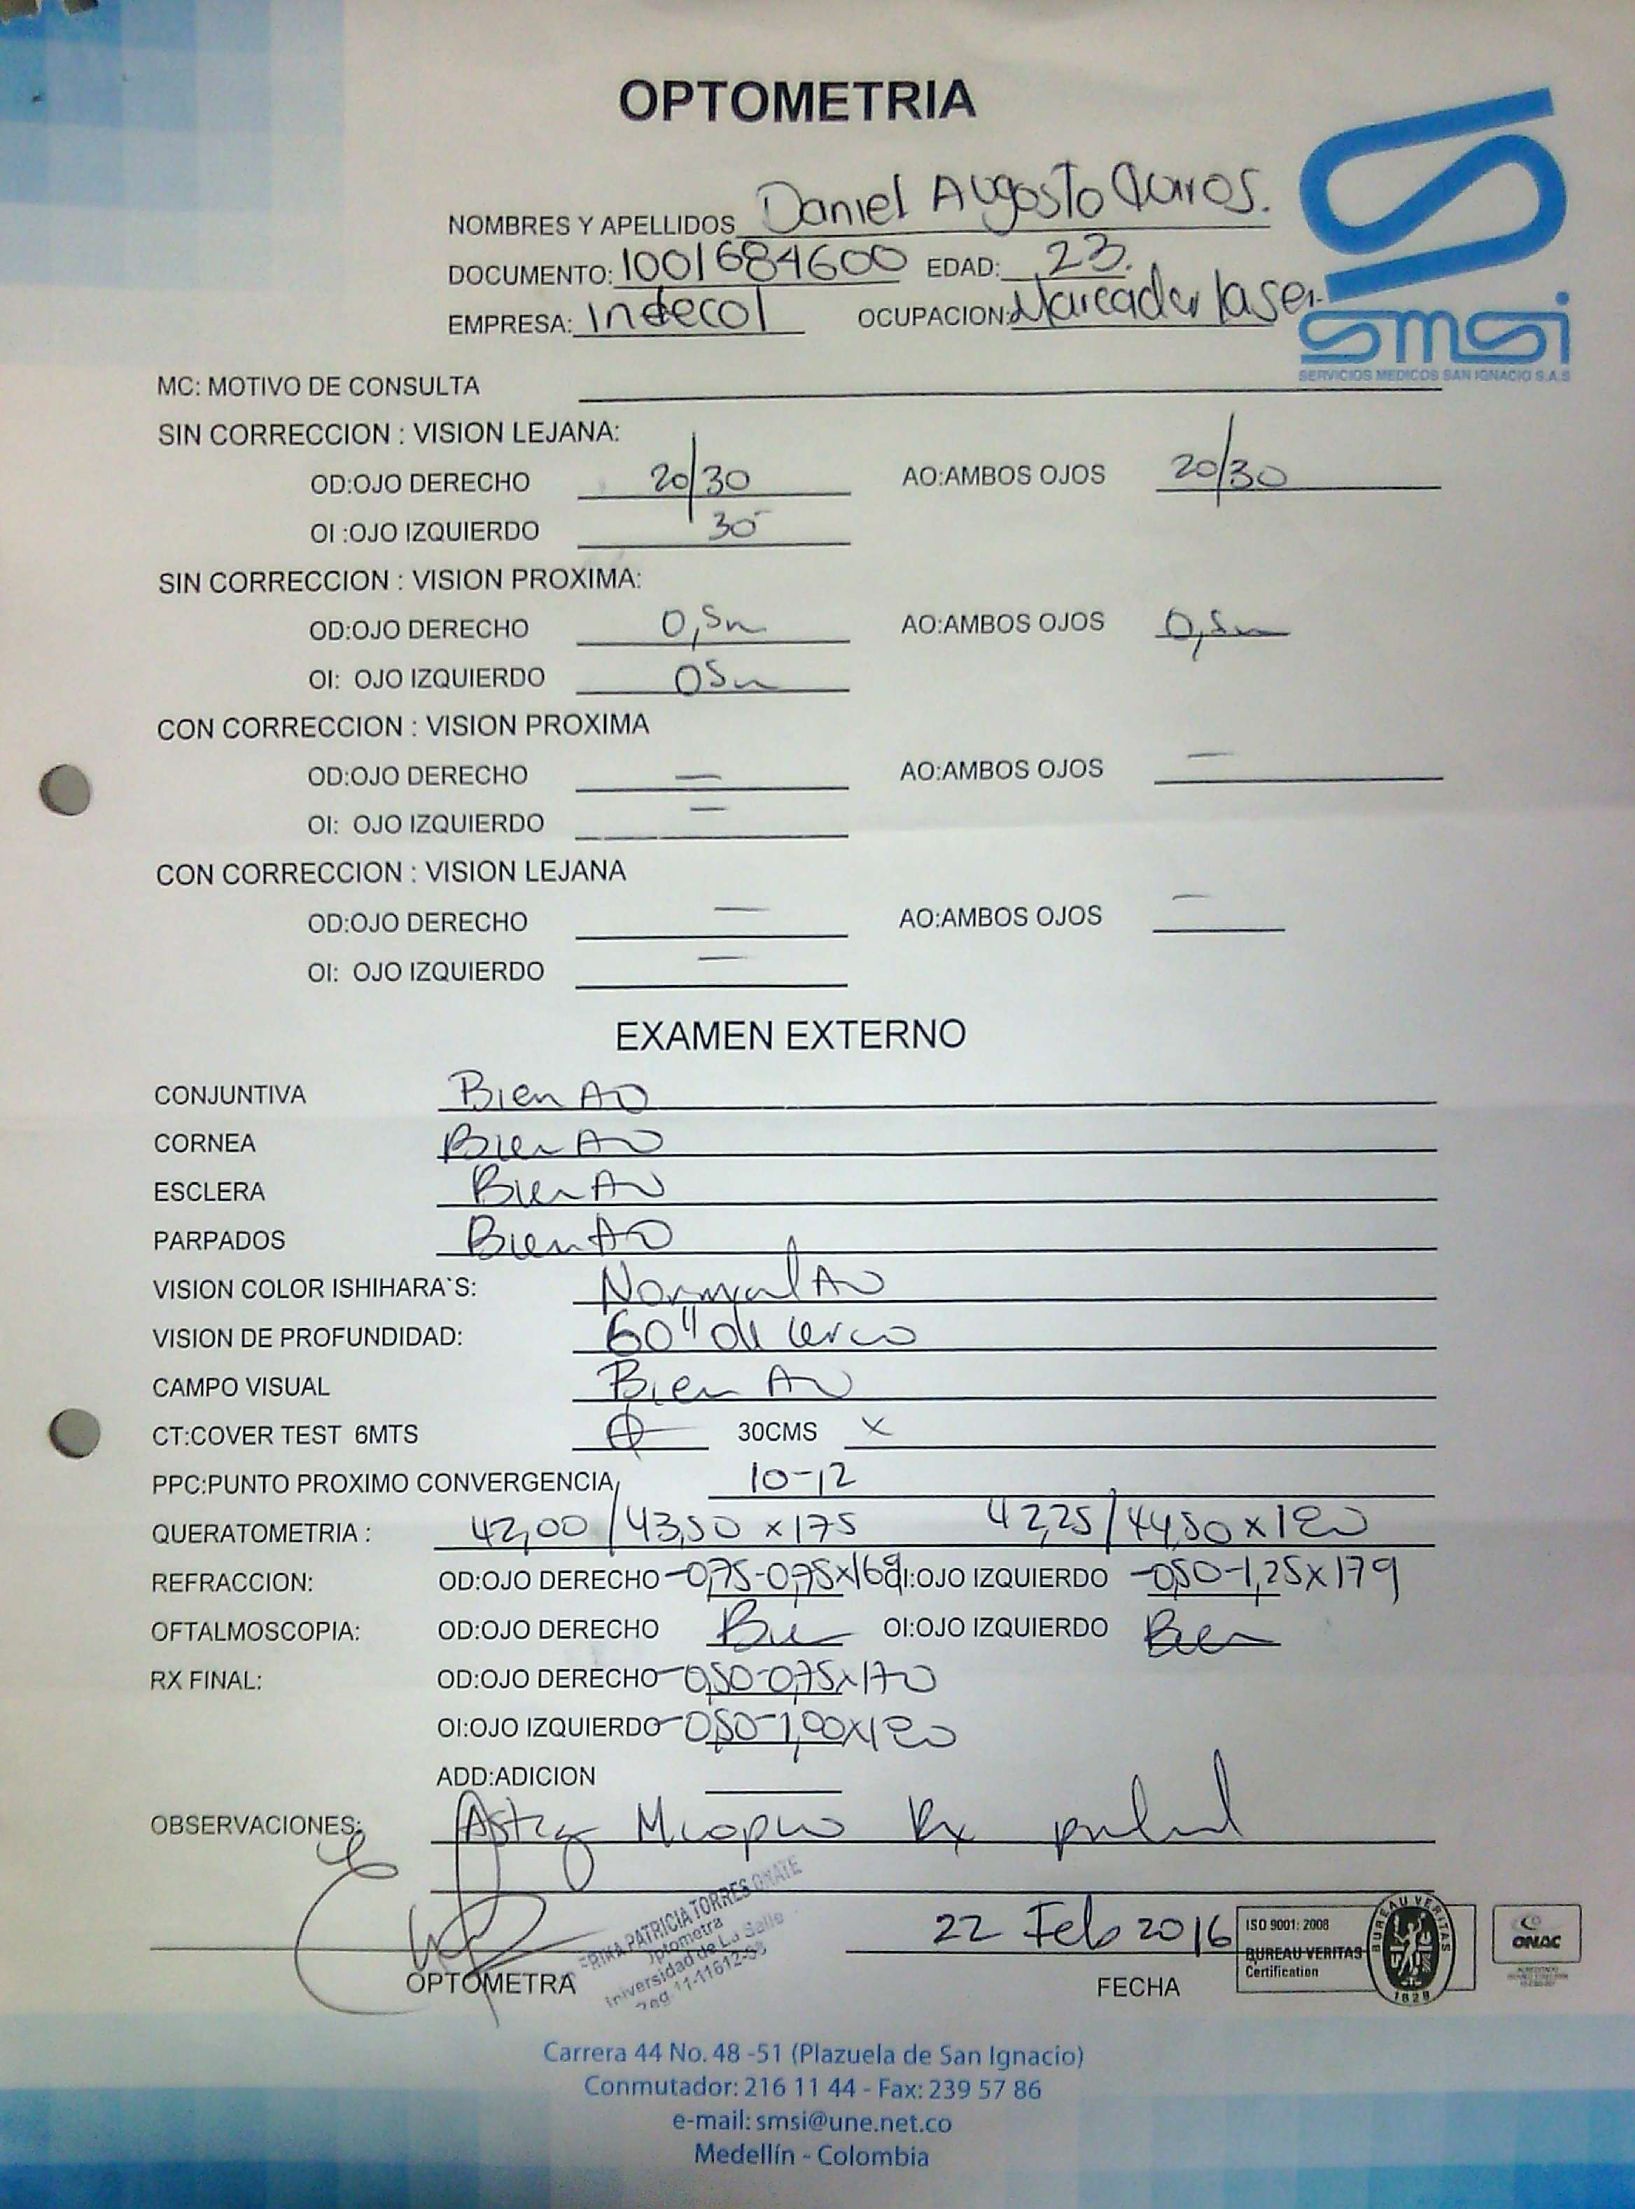 OPTOMETRIA
NOMBRES Y APELLIDOS Daniel Augosto Quiros.
DOCUMENTO: 1001684600 EDAD: 23.
EMPRESA: Indecol OCUPACION: Marcador laser
smsi
SERVICIOS MEDICOS SAN IGNACIO S.A.S
MC: MOTIVO DE CONSULTA
SIN CORRECCION : VISION LEJANA:
OD:OJO DERECHO 20/30 AO:AMBOS OJOS 20/30
OI :OJO IZQUIERDO 30
SIN CORRECCION : VISION PROXIMA:
OD:OJO DERECHO 0,5m AO:AMBOS OJOS 0,5m
OI: OJO IZQUIERDO 05m
CON CORRECCION : VISION PROXIMA
OD:OJO DERECHO — AO:AMBOS OJOS —
OI: OJO IZQUIERDO —
CON CORRECCION : VISION LEJANA
OD:OJO DERECHO — AO:AMBOS OJOS —
OI: OJO IZQUIERDO —
EXAMEN EXTERNO
CONJUNTIVA Bien AO
CORNEA Bien AO
ESCLERA Bien AO
PARPADOS Bien AO
VISION COLOR ISHIHARA`S: Normal AO
VISION DE PROFUNDIDAD: 60" de arco
CAMPO VISUAL Bien AO
CT:COVER TEST 6MTS 30CMS X
PPC:PUNTO PROXIMO CONVERGENCIA 10-12
QUERATOMETRIA : 42,00/43,50 x175 42,25/44,50x180
REFRACCION: OD:OJO DERECHO -0,75-0,75x169 OI:OJO IZQUIERDO -0,50-1,25x179
OFTALMOSCOPIA: OD:OJO DERECHO Bien OI:OJO IZQUIERDO Bien
RX FINAL: OD:OJO DERECHO -0,50-0,75x170
OI:OJO IZQUIERDO -0,50-1,00x180
ADD:ADICION
OBSERVACIONES: Astig Miopico Rx
ERIKA PATRICIA TORRES OÑATE
Optometra
Universidad de La Salle
22 Feb 2016
OPTOMETRA FECHA
ISO 9001: 2008
BUREAU VERITAS
Certification
BUREAU VERITAS
1828
ONAC
Carrera 44 No. 48 -51 (Plazuela de San Ignacio)
Conmutador: 216 11 44 - Fax: 239 57 86
e-mail: smsi@une.net.co
Medellín - Colombia